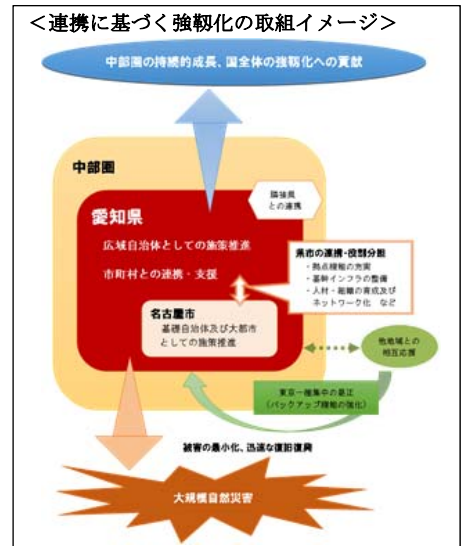 ＜連携に基づく強靱化の取組イメージ＞
中部圏の持続的成長、国全体の強靱化への貢献
中部圏
隣接県
との連携
愛知県
広域自治体としての施策推進
市町村との連携・支援
県市の連携・役割分担
・拠点機能の充実
・基幹インフラの整備
・人材・組織の育成及び
ネットワーク化 など
名古屋市
基礎自治体及び大都市
としての施策推進
他地域との
相互応援
東京一極集中の是正
（バックアップ機能の強化）
被害の最小化、迅速な復旧復興
大規模自然災害